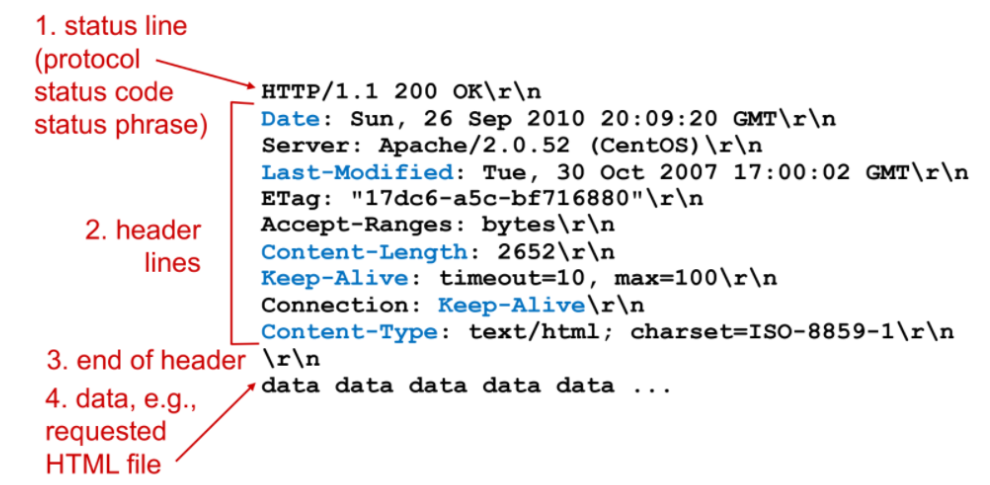 1. status line
(protocol
status code
status phrase)
HTTP/1.1 200 OK\r\n
Date: Sun, 26 Sep 2010 20:09:20 GMT\r\n
Server: Apache/2.0.52 (CentOS)\r\n
Last-Modified: Tue, 30 Oct 2007 17:00:02 GMT\r\n
ETag: "17dc6-a5c-bf716880"\r\n
Accept-Ranges: bytes\r\n
2. header
lines
Content-Length: 2652\r\n
Keep-Alive: timeout=10, max=100\r\n
Connection: Keep-Alive\r\n
Content-Type: text/html; charset=ISO-8859-1\r\n
3. end of header
\r\n
data data data data data ...
4. data, e.g.,
requested
HTML file